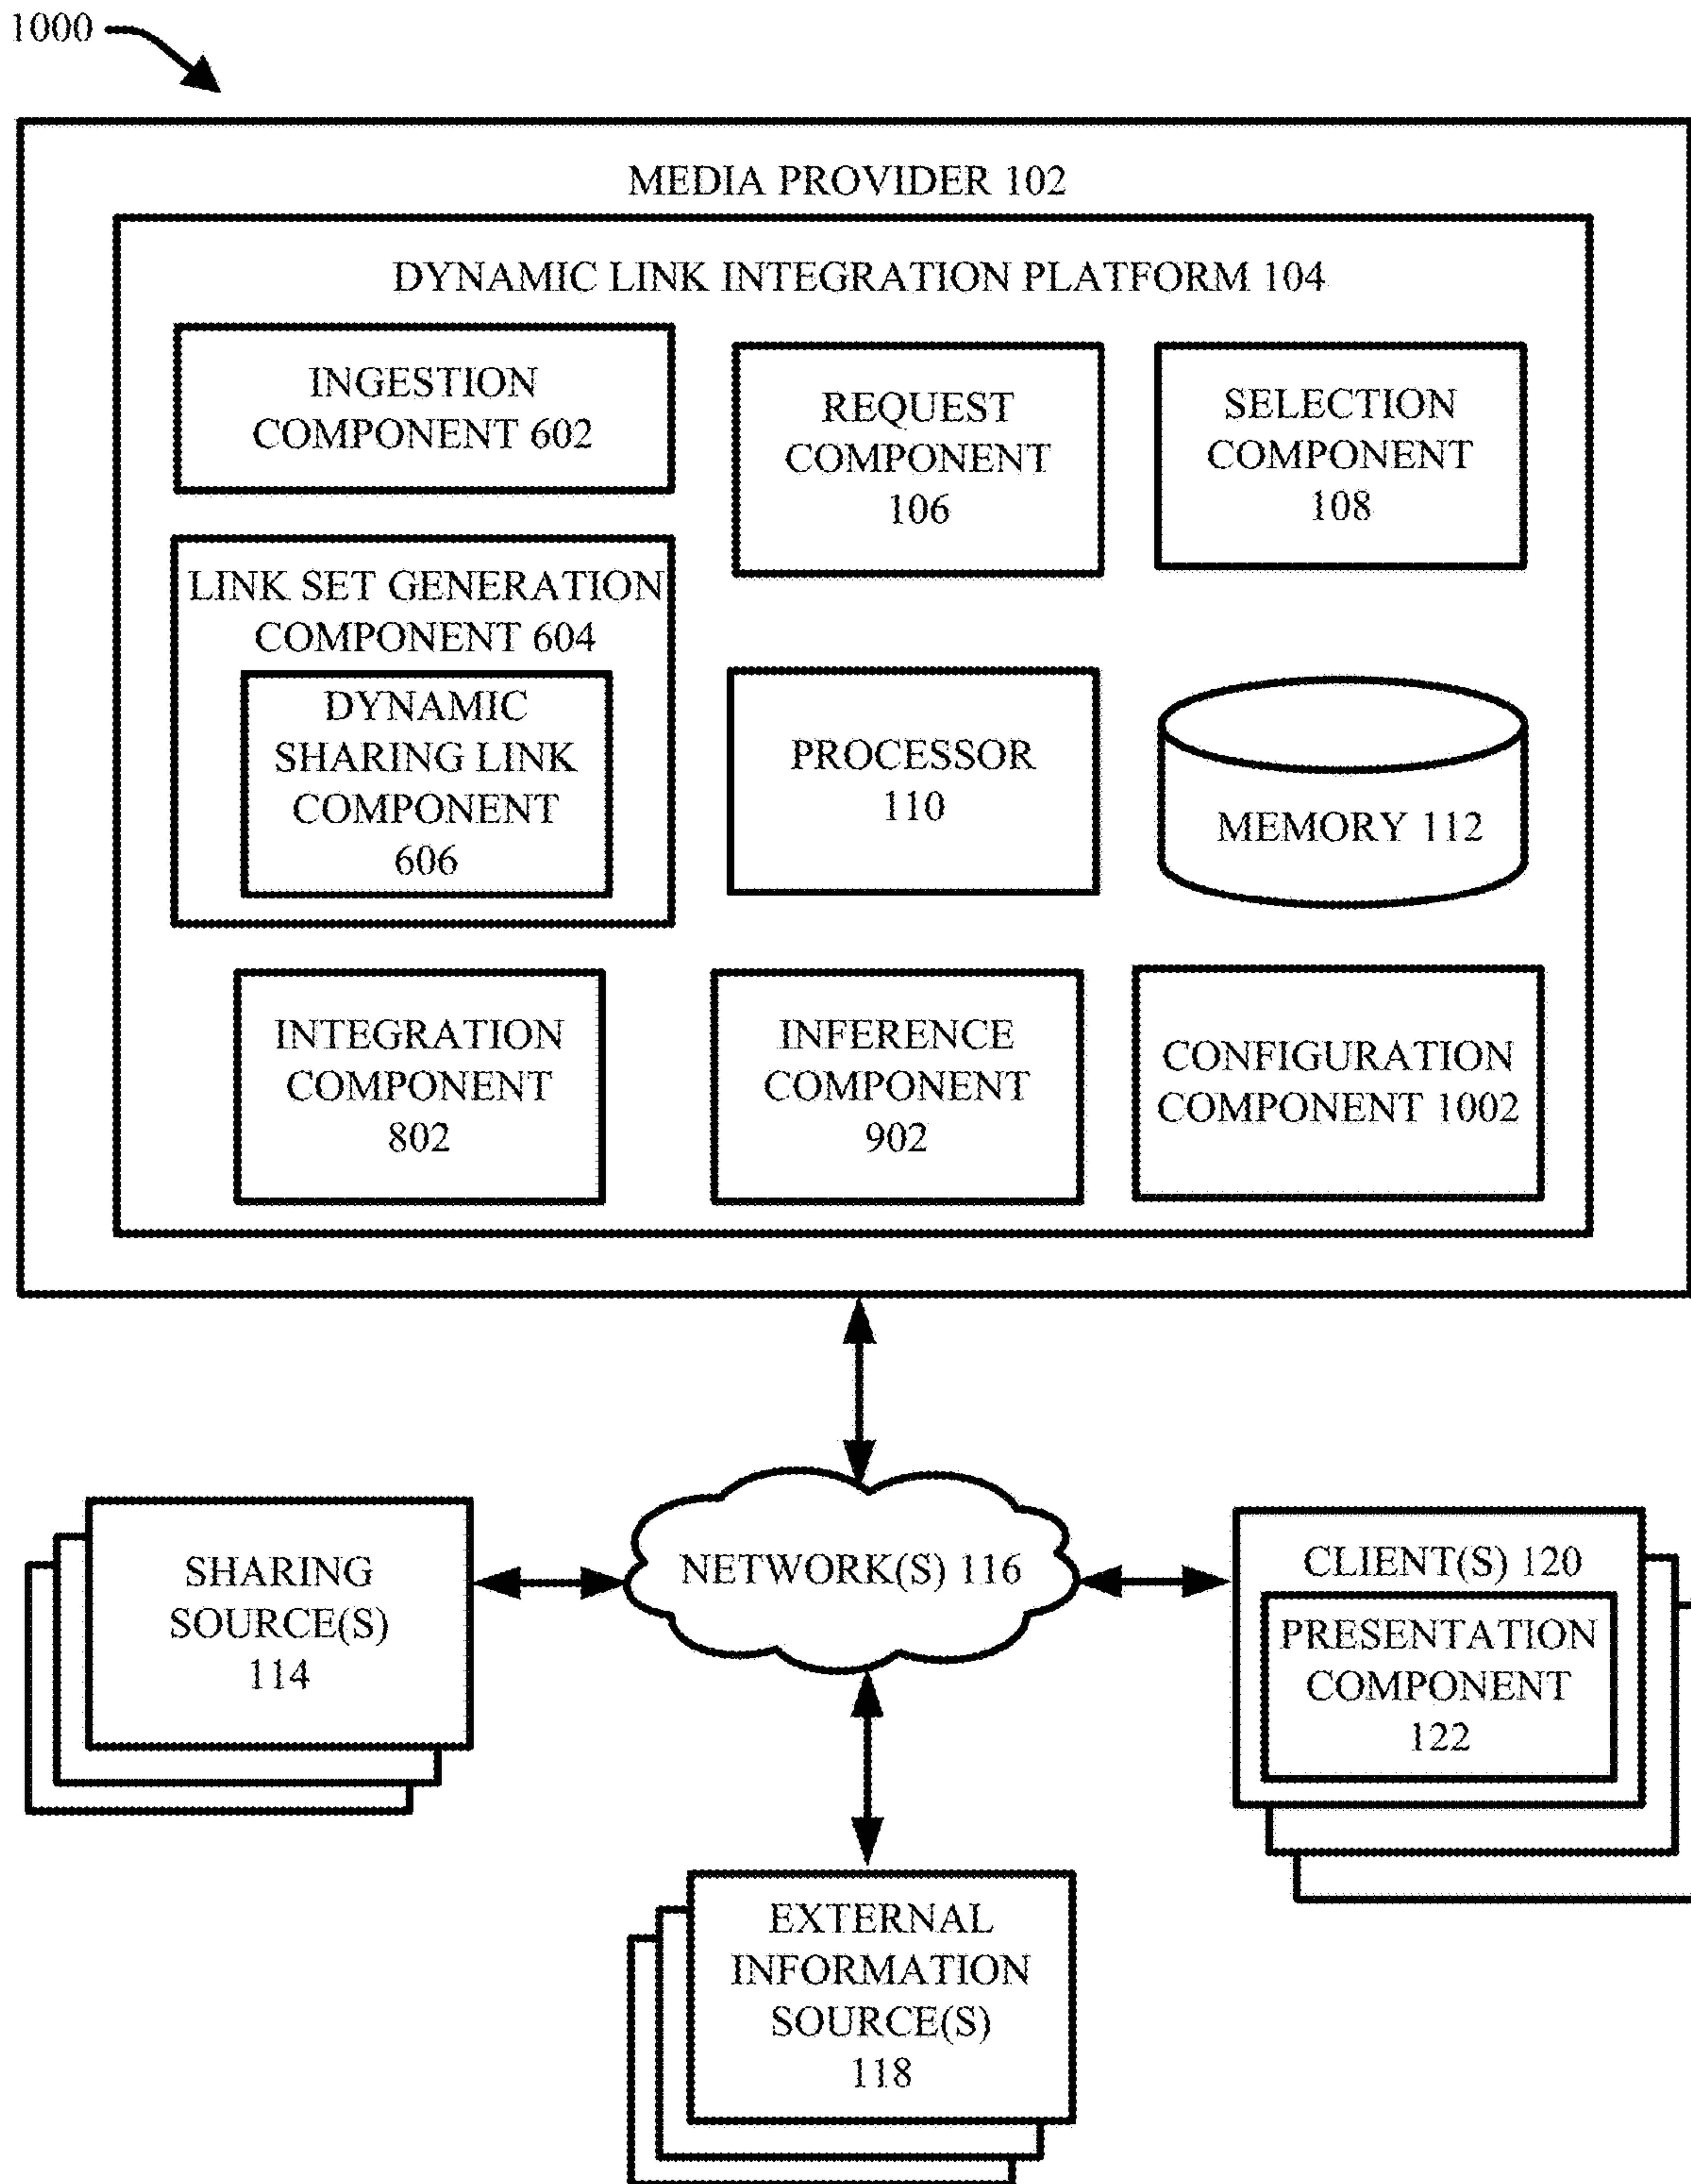 1000
MEDIA PROVIDER 102
DYNAMIC LINK INTEGRATION PLATFORM 104
INGESTION
COMPONENT 602
REQUEST
COMPONENT
106
SELECTION
COMPONENT
108
LINK SET GENERATION
COMPONENT 604
DYNAMIC
SHARING LINK
COMPONENT
606
PROCESSOR
110
MEMORY 112
INTEGRATION
COMPONENT
802
INFERENCE
COMPONENT
902
CONFIGURATION
COMPONENT 1002
SHARING
SOURCE(S)
114
NETWORK(S) 116
CLIENT(S) 120
PRESENTATION
COMPONENT
122
EXTERNAL
INFORMATION
SOURCE(S)
118